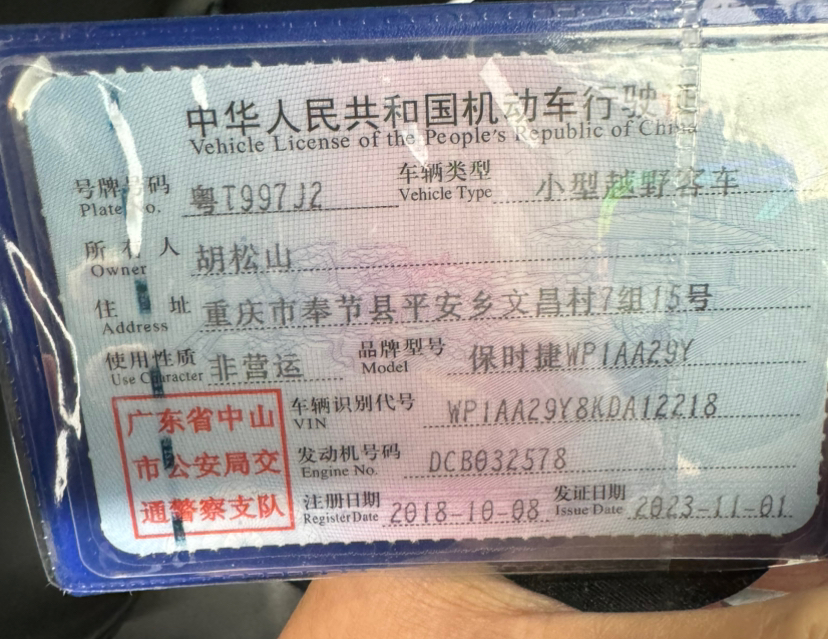 中华人民共和国机动车行驶证
Vehicle License of the People's Republic of China
号牌号码 粤T997J2 车辆类型 小型越野客车
Plate No. Vehicle Type
所有人 胡松山
Owner
住址 重庆市奉节县平安乡文昌村7组15号
Address
使用性质 非营运 品牌型号 保时捷WP1AA29Y
Use Character Model
车辆识别代号 WP1AA29Y8KDA12218
VIN
发动机号码 DCB032578
Engine No.
注册日期 2018-10-08 发证日期 2023-11-01
Register Date Issue Date
广东省中山
市公安局交
通警察支队